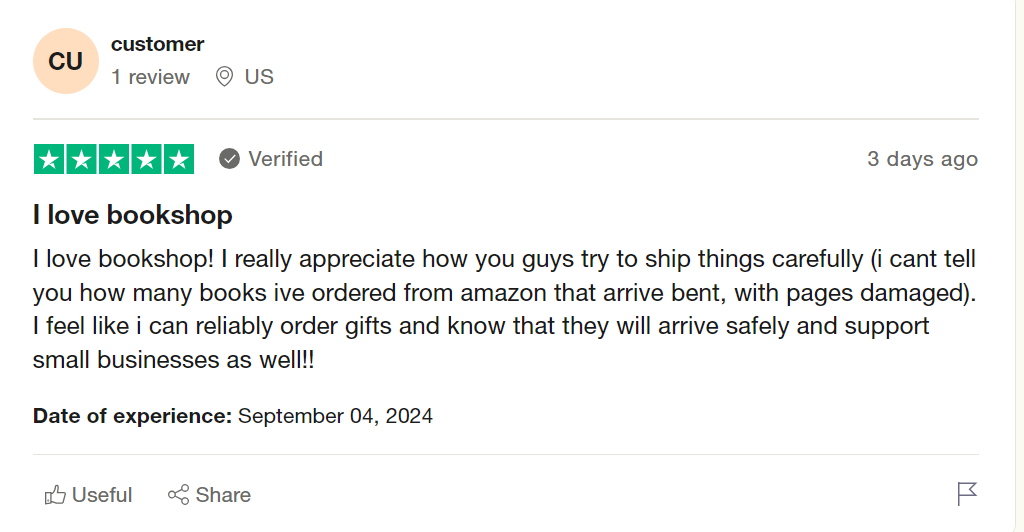 CU
customer
1 review US
Verified 3 days ago
I love bookshop
I love bookshop! I really appreciate how you guys try to ship things carefully (i cant tell
you how many books ive ordered from amazon that arrive bent, with pages damaged).
I feel like i can reliably order gifts and know that they will arrive safely and support
small businesses as well!!
Date of experience: September 04, 2024
Useful Share